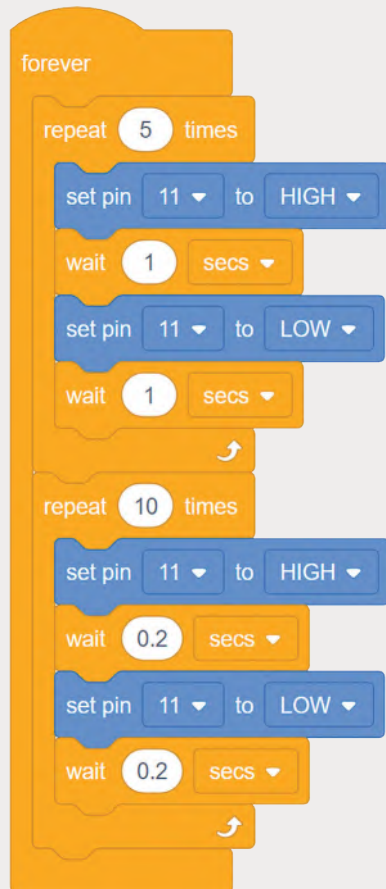 forever
repeat 5 times
set pin 11 to HIGH
wait 1 secs
set pin 11 to LOW
wait 1 secs
repeat 10 times
set pin 11 to HIGH
wait 0.2 secs
set pin 11 to LOW
wait 0.2 secs